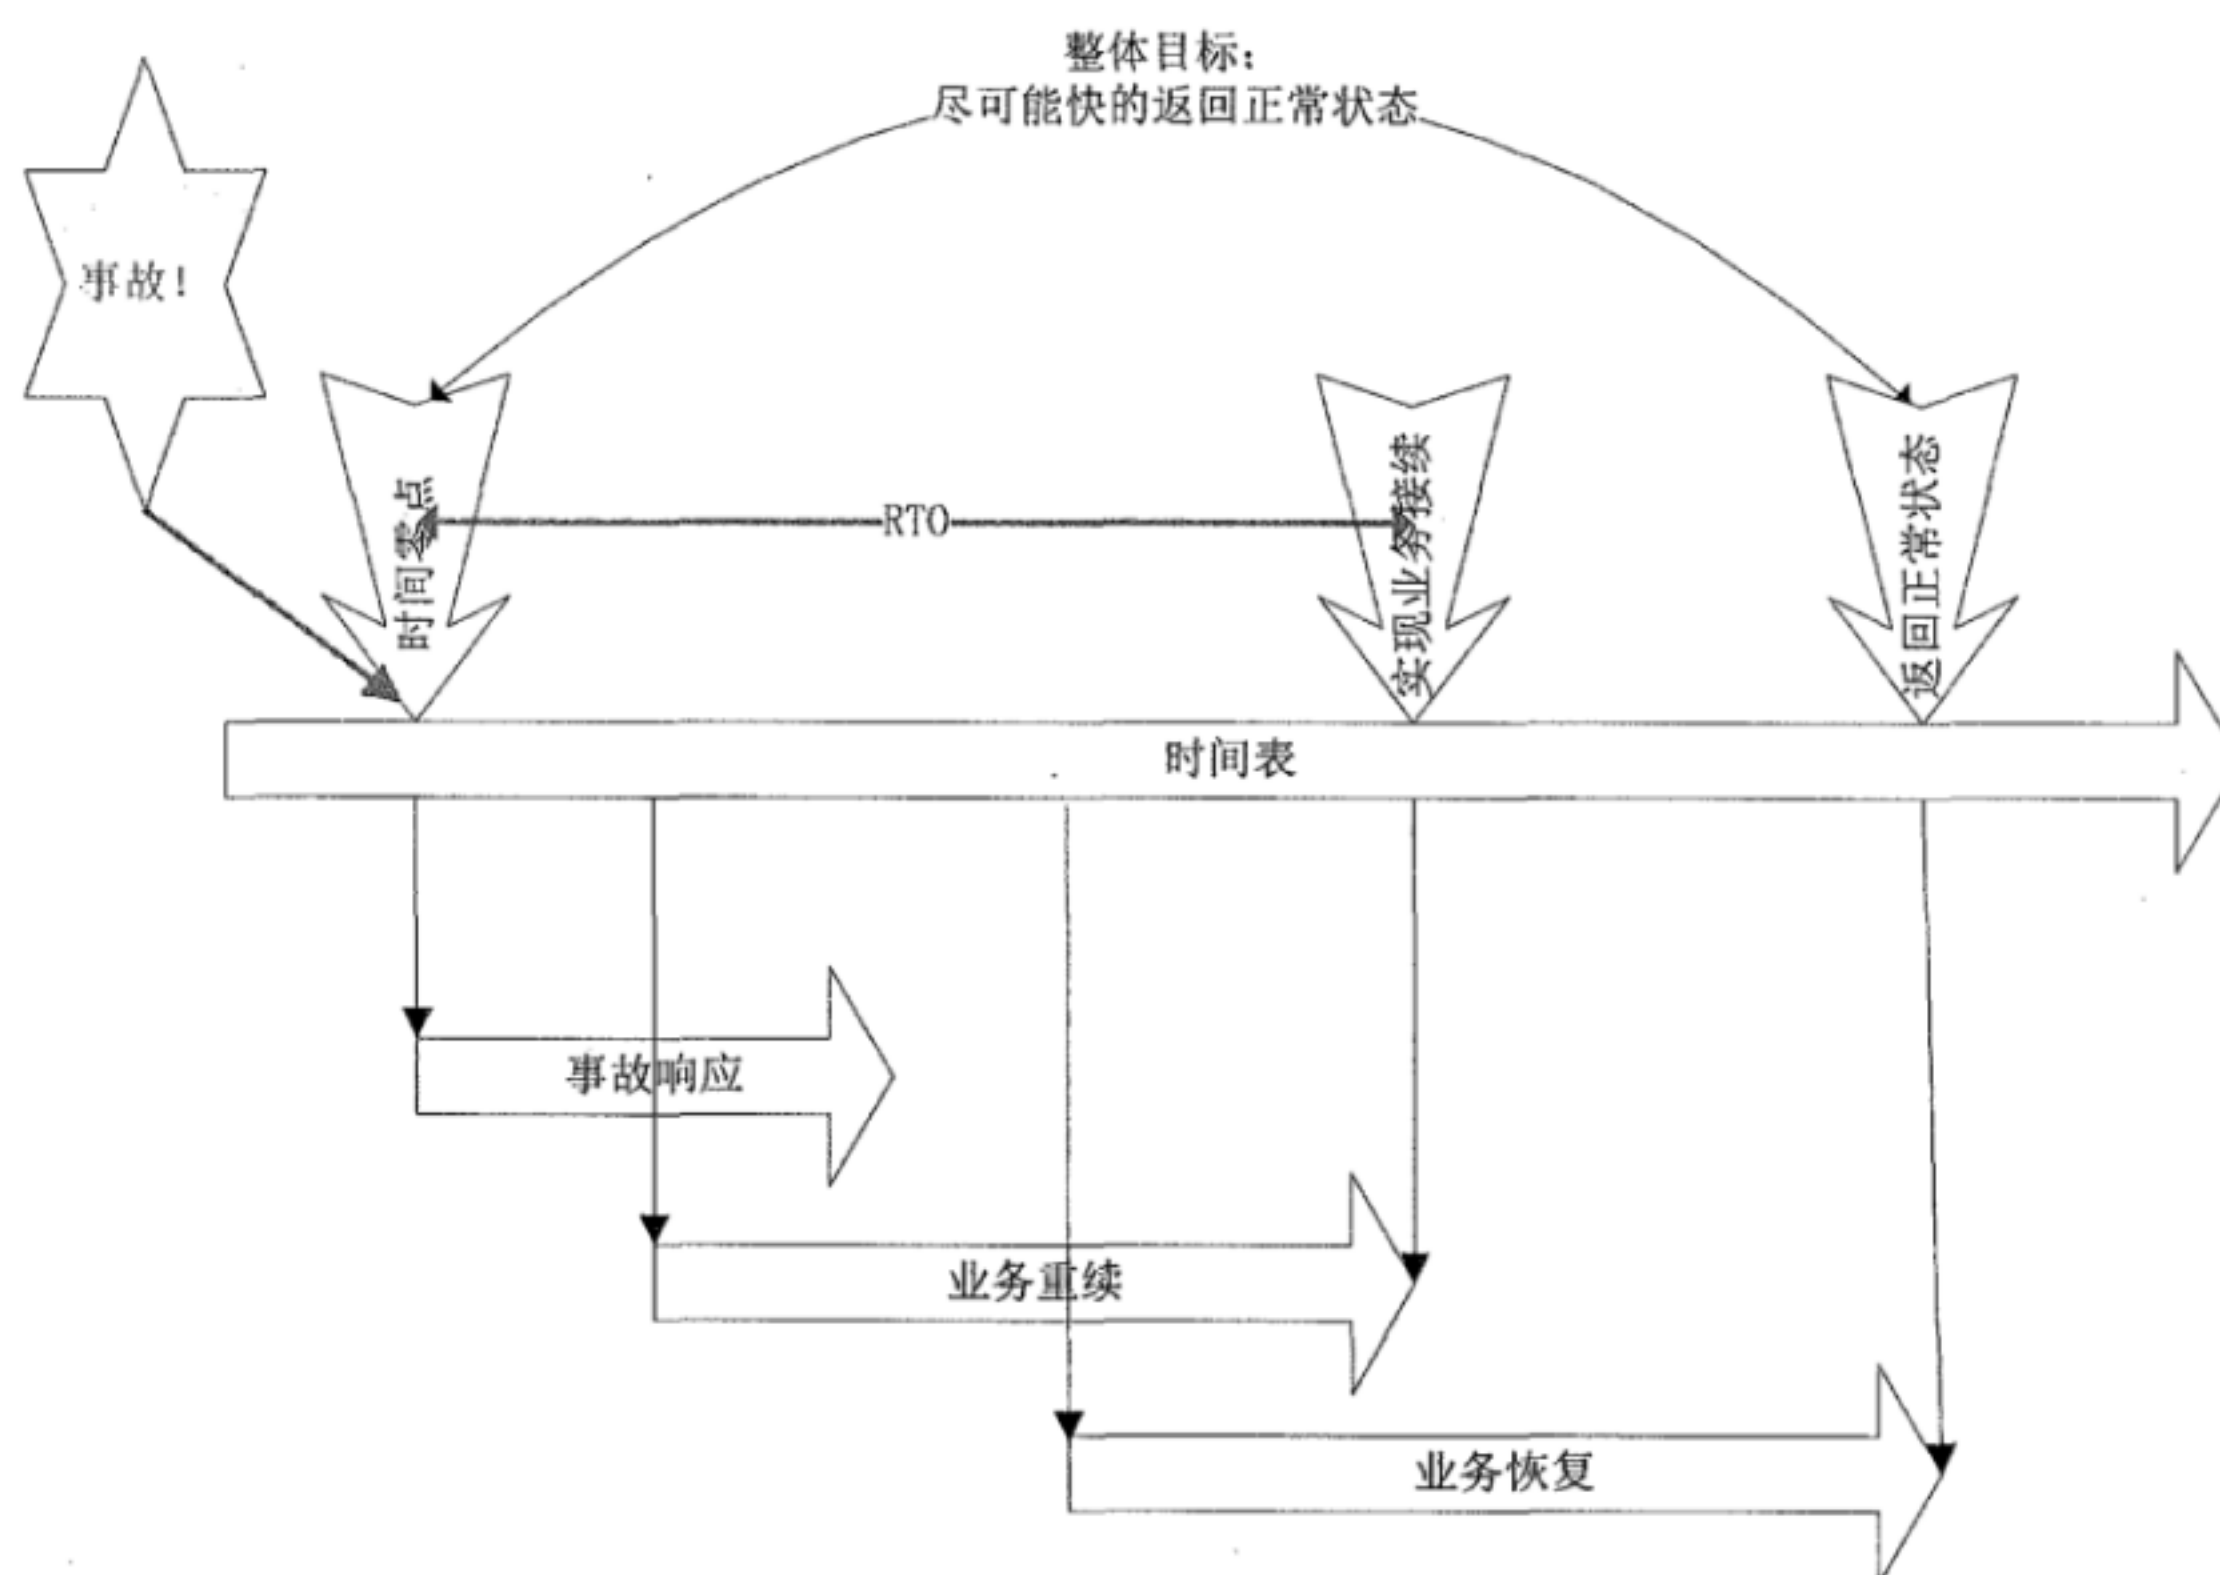 整体目标：
尽可能快的返回正常状态
事故！
时间零点
RTO
实现业务接续
返回正常状态
时间表
事故响应
业务重续
业务恢复